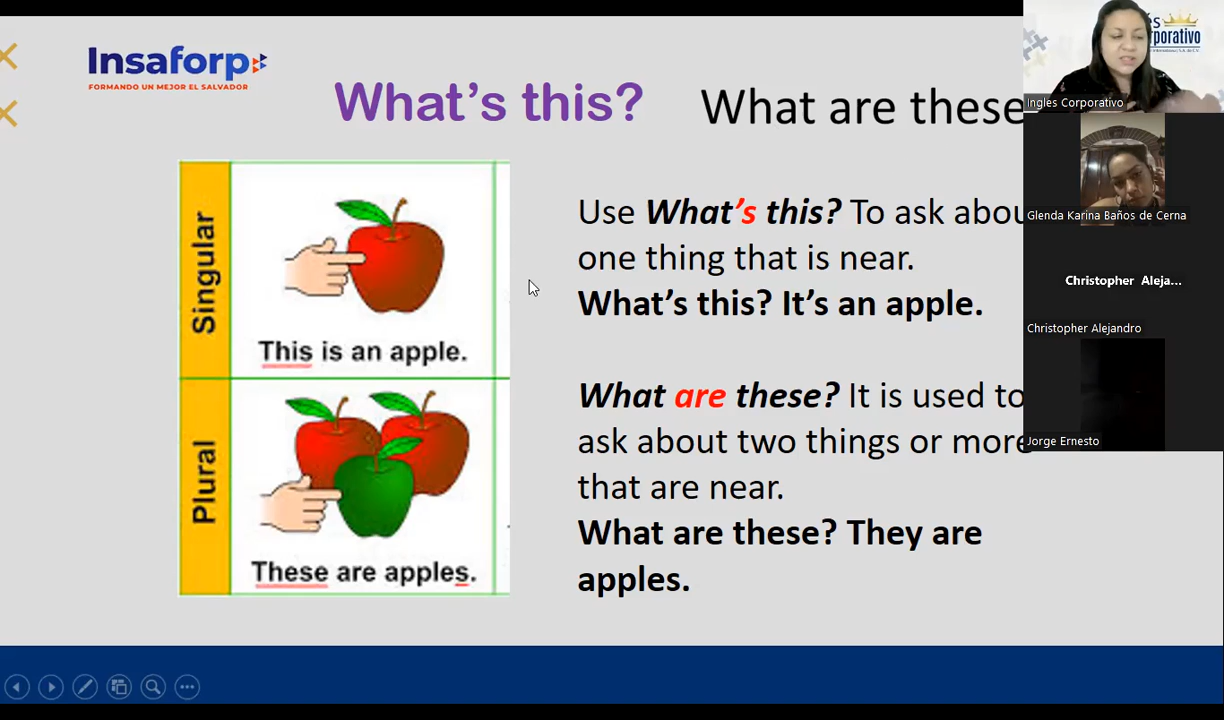 Insaforp
FORMANDO UN MEJOR EL SALVADOR
What's this?
What are these
Singular
This is an apple.
Plural
These are apples.
Use What's this? To ask abou
one thing that is near.
What's this? It's an apple.
What are these? It is used to
ask about two things or more
that are near.
What are these? They are
apples.
Ingles Corporativo
Glenda Karina Baños de Cerna
Christopher Aleja...
Christopher Alejandro
Jorge Ernesto